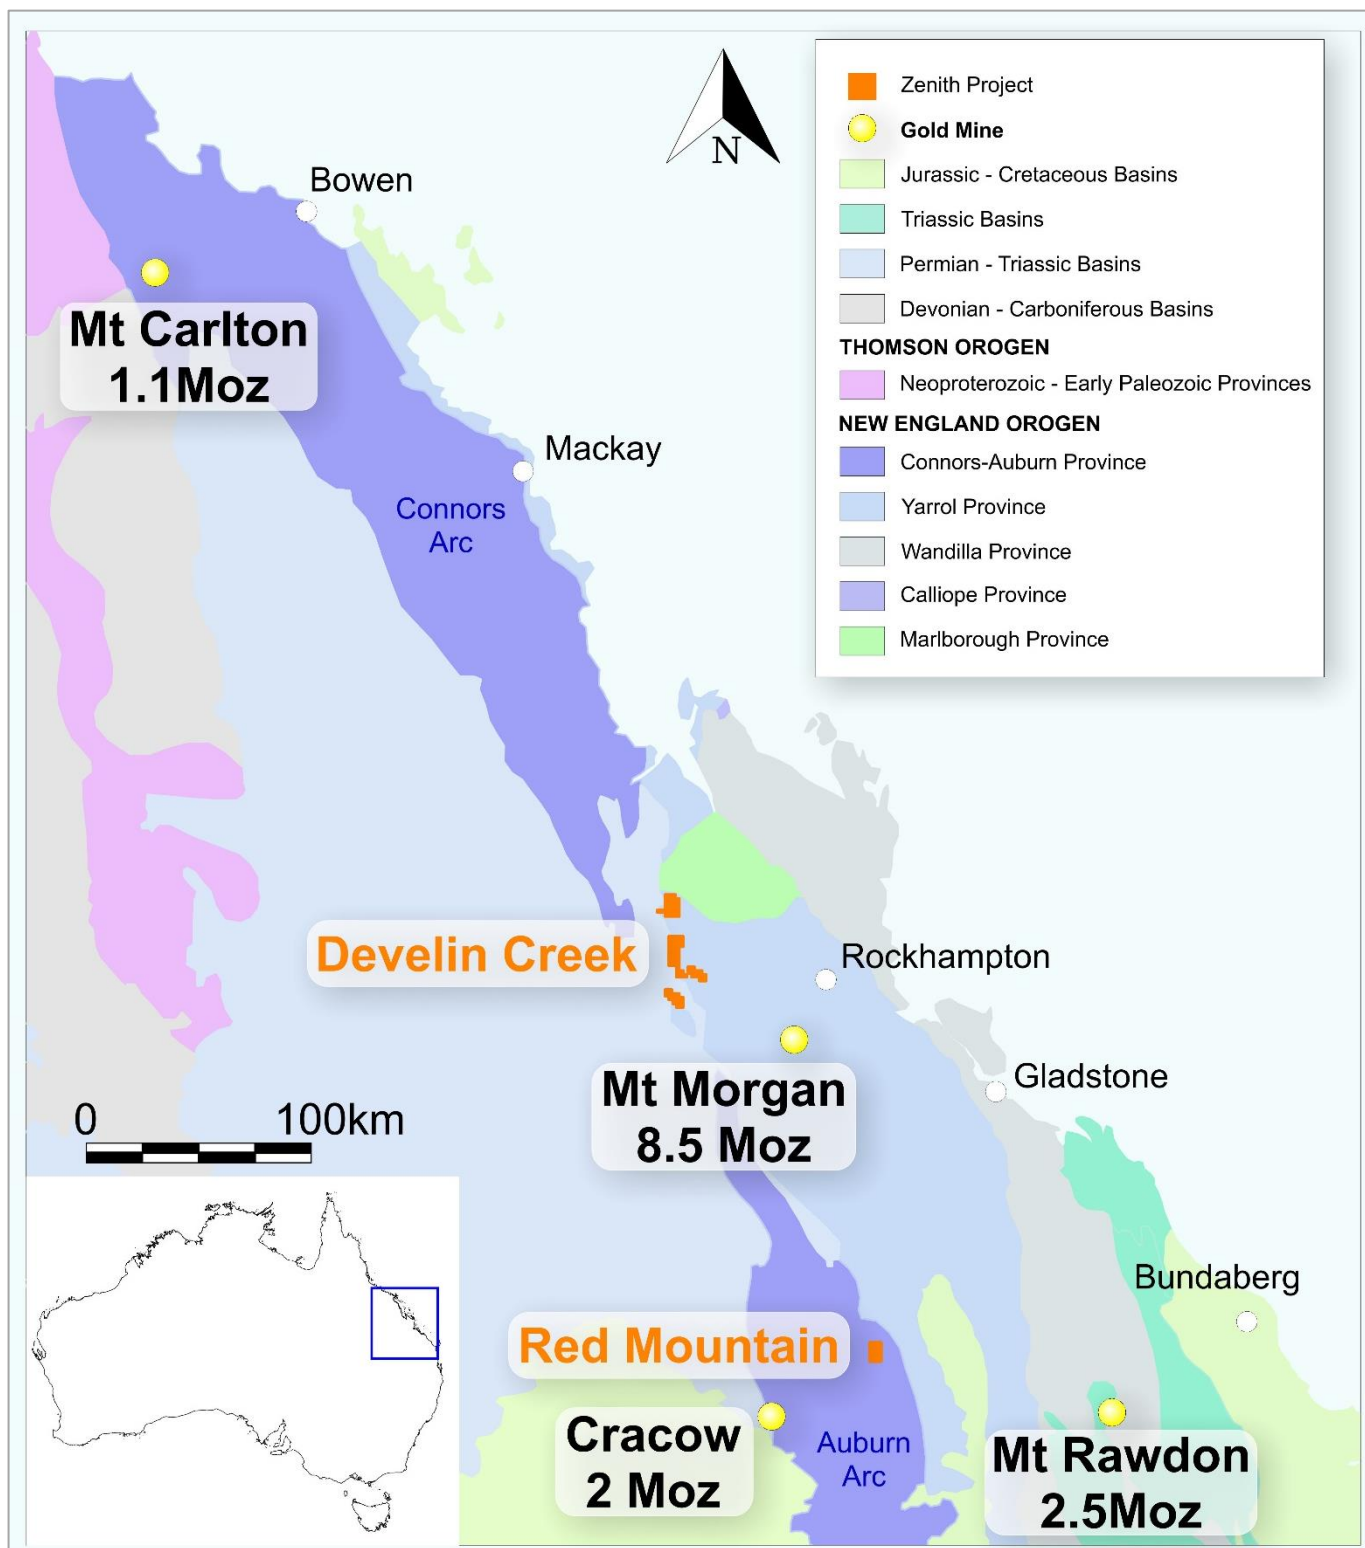 Zenith Project
Gold Mine
Jurassic - Cretaceous Basins
Triassic Basins
Permian - Triassic Basins
Devonian - Carboniferous Basins
THOMSON OROGEN
Neoproterozoic - Early Paleozoic Provinces
NEW ENGLAND OROGEN
Connors-Auburn Province
Yarrol Province
Wandilla Province
Calliope Province
Marlborough Province
N
Bowen
Mt Carlton
1.1Moz
Mackay
Connors
Arc
Develin Creek
Rockhampton
Mt Morgan
8.5 Moz
Gladstone
0 100km
Bundaberg
Red Mountain
Cracow
2 Moz
Auburn
Arc
Mt Rawdon
2.5Moz